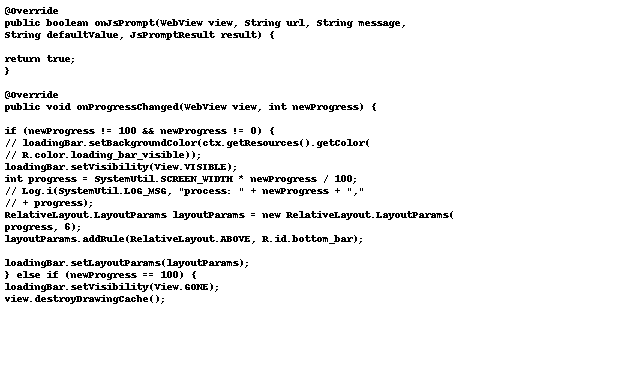 @Override
public boolean onJsPrompt(WebView view, String url, String message,
String defaultValue, JsPromptResult result) {
return true;
}
@Override
public void onProgressChanged(WebView view, int newProgress) {
if (newProgress != 100 && newProgress != 0) {
// loadingBar.setBackgroundColor(ctx.getResources().getColor(
// R.color.loading_bar_visible));
loadingBar.setVisibility(View.VISIBLE);
int progress = SystemUtil.SCREEN_WIDTH * newProgress / 100;
// Log.i(SystemUtil.LOG_MSG, "process: " + newProgress + ","
// + progress);
RelativeLayout.LayoutParams layoutParams = new RelativeLayout.LayoutParams(
progress, 6);
layoutParams.addRule(RelativeLayout.ABOVE, R.id.bottom_bar);
loadingBar.setLayoutParams(layoutParams);
} else if (newProgress == 100) {
loadingBar.setVisibility(View.GONE);
view.destroyDrawingCache();